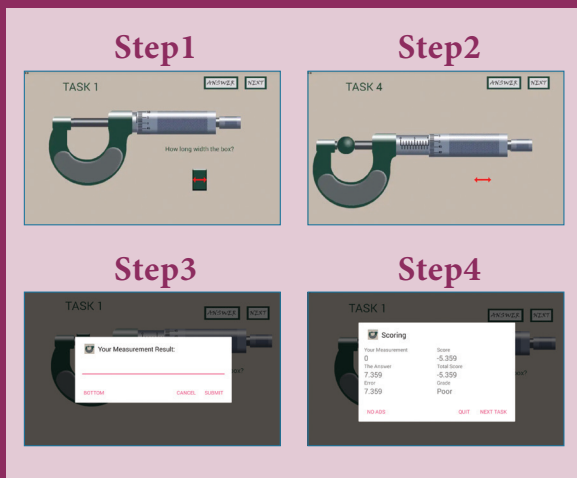 Step1
Step2
TASK 1
ANSWER
NEXT
How long width the box?
TASK 4
ANSWER
NEXT
Step3
Step4
TASK 1
ANSWER
NEXT
Your Measurement Result:
BOTTOM
CANCEL
SUBMIT
TASK 1
ANSWER
NEXT
Scoring
Your Measurement
Score
0
-5.359
The Answer
Total Score
7.359
-5.359
Error
Grade
7.359
Poor
NO ADS
QUIT
NEXT TASK